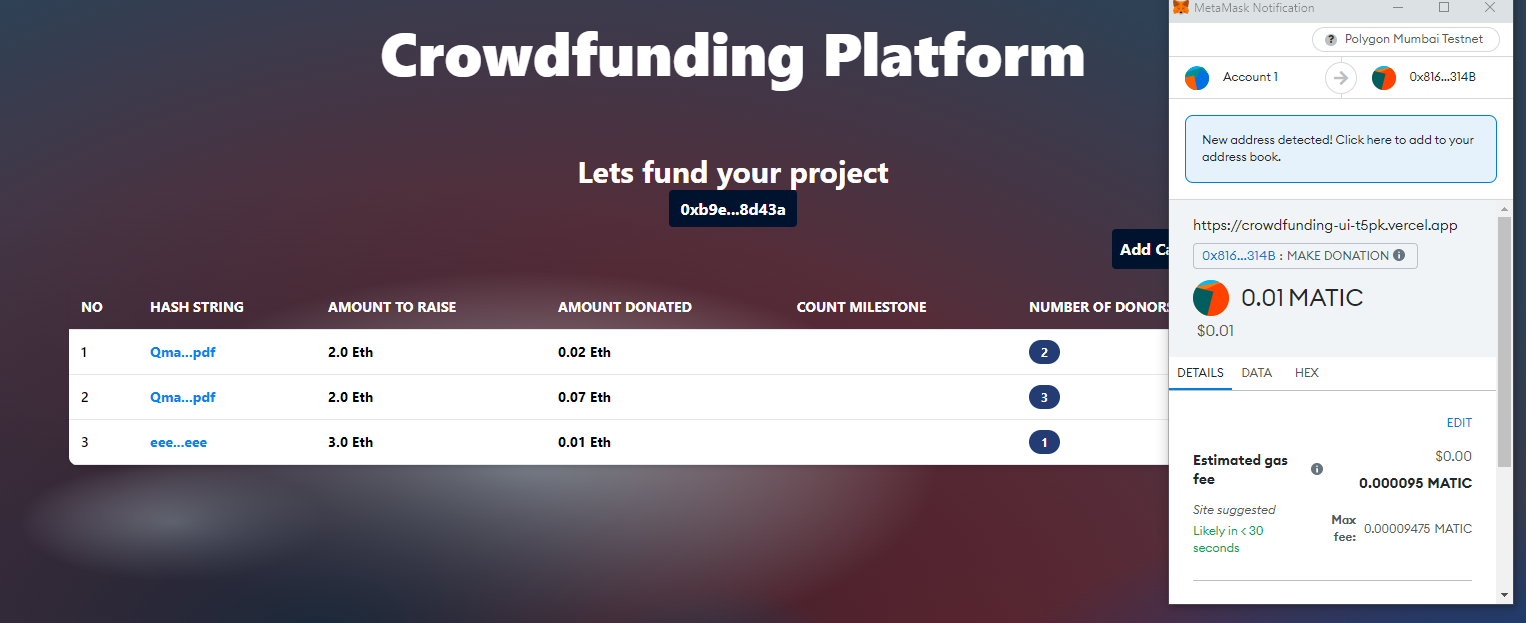 Crowdfunding Platform
Lets fund your project
0xb9e...8d43a
Add Ca
NO HASH STRING AMOUNT TO RAISE AMOUNT DONATED COUNT MILESTONE NUMBER OF DONORS
1 Qma...pdf 2.0 Eth 0.02 Eth 2
2 Qma...pdf 2.0 Eth 0.07 Eth 3
3 eee...eee 3.0 Eth 0.01 Eth 1
MetaMask Notification
? Polygon Mumbai Testnet
Account 1 0x816...314B
New address detected! Click here to add to your
address book.
https://crowdfunding-ui-t5pk.vercel.app
0x816...314B : MAKE DONATION
0.01 MATIC
$0.01
DETAILS DATA HEX
EDIT
$0.00
Estimated gas
fee
0.000095 MATIC
Site suggested
Likely in < 30
seconds
Max
fee:
0.00009475 MATIC